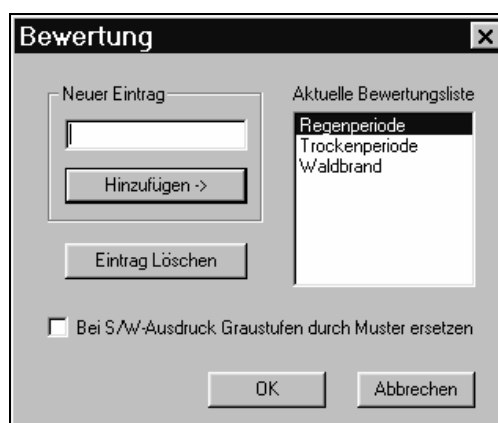 Bewertung
Neuer Eintrag
Hinzufügen ->
Eintrag Löschen
Aktuelle Bewertungsliste
Regenperiode
Trockenperiode
Waldbrand
Bei S/W-Ausdruck Graustufen durch Muster ersetzen
OK
Abbrechen